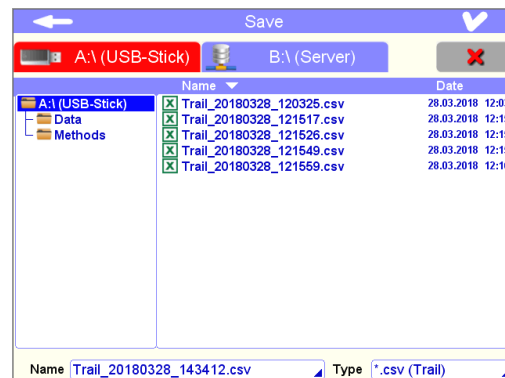 Save
A:\ (USB-Stick) B:\ (Server)
Name Date
A:\ (USB-Stick)
Data
Methods
Trail_20180328_120325.csv 28.03.2018
Trail_20180328_121517.csv 28.03.2018
Trail_20180328_121526.csv 28.03.2018
Trail_20180328_121549.csv 28.03.2018
Trail_20180328_121559.csv 28.03.2018
Name Trail_20180328_143412.csv Type *.csv (Trail)